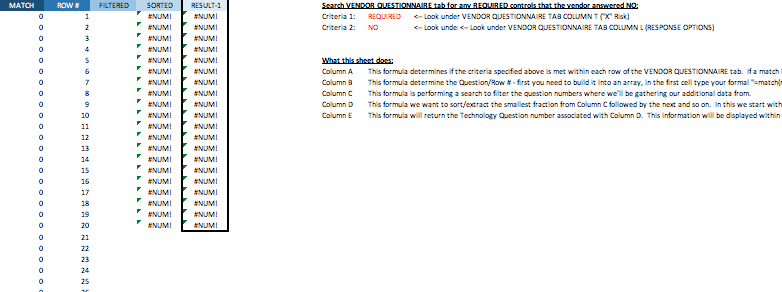 MATCH ROW # FILTERED SORTED RESULT-1
0 1 #NUM! #NUM!
0 2 #NUM! #NUM!
0 3 #NUM! #NUM!
0 4 #NUM! #NUM!
0 5 #NUM! #NUM!
0 6 #NUM! #NUM!
0 7 #NUM! #NUM!
0 8 #NUM! #NUM!
0 9 #NUM! #NUM!
0 10 #NUM! #NUM!
0 11 #NUM! #NUM!
0 12 #NUM! #NUM!
0 13 #NUM! #NUM!
0 14 #NUM! #NUM!
0 15 #NUM! #NUM!
0 16 #NUM! #NUM!
0 17 #NUM! #NUM!
0 18 #NUM! #NUM!
0 19 #NUM! #NUM!
0 20 #NUM! #NUM!
0 21
0 22
0 23
0 24
0 25
Search VENDOR QUESTIONNAIRE tab for any REQUIRED controls that the vendor answered NO:
Criteria 1: REQUIRED <-- Look under VENDOR QUESTIONNAIRE TAB COLUMN T ("X" Risk)
Criteria 2: NO <-- Look unde <-- Look under VENDOR QUESTIONNAIRE TAB COLUMN L (RESPONSE OPTIONS)
What this sheet does:
Column A This formula determines if the criteria specified above is met within each row of the VENDOR QUESTIONNAIRE tab. If a match
Column B This formula determine the Question/Row # - first you need to build it into an array, in the first cell type your formal "=match(r
Column C This formula is performing a search to filter the question numbers where we'll be gathering our additional data from.
Column D This formula we want to sort/extract the smallest fraction from Column C followed by the next and so on. In this we start with
Column E This formula will return the Technology Question number associated with Column D. This information will be displayed within